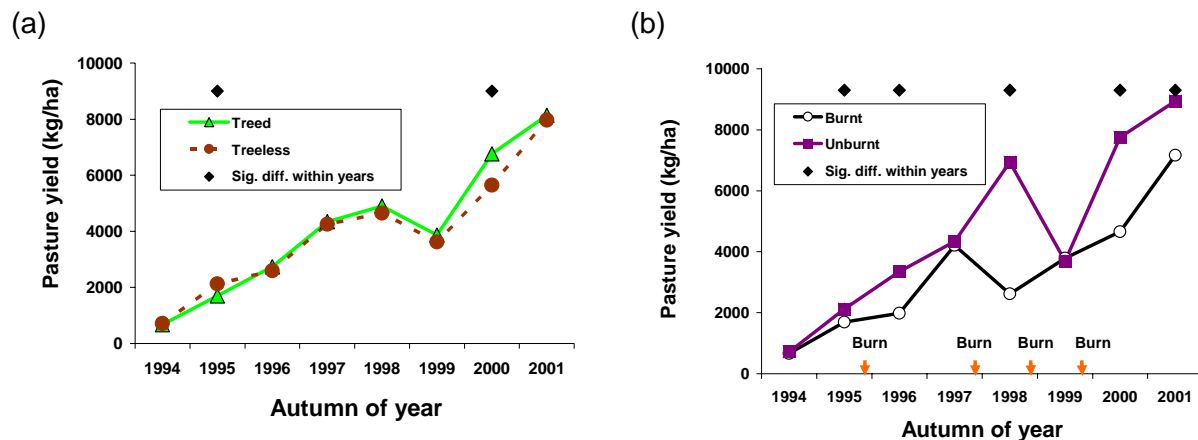 (a)
Pasture yield (kg/ha)
10000
8000
6000
4000
2000
0
Treed
Treeless
Sig. diff. within years
1994 1995 1996 1997 1998 1999 2000 2001
Autumn of year
(b)
Pasture yield (kg/ha)
10000
8000
6000
4000
2000
0
Burnt
Unburnt
Sig. diff. within years
Burn Burn Burn Burn
1994 1995 1996 1997 1998 1999 2000 2001
Autumn of year